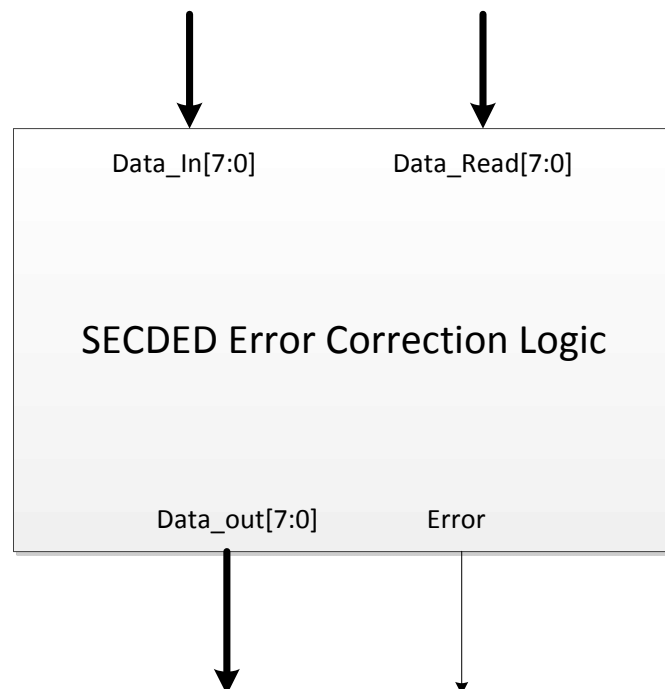 Data_In[7:0] Data_Read[7:0]
SECDED Error Correction Logic
Data_out[7:0] Error